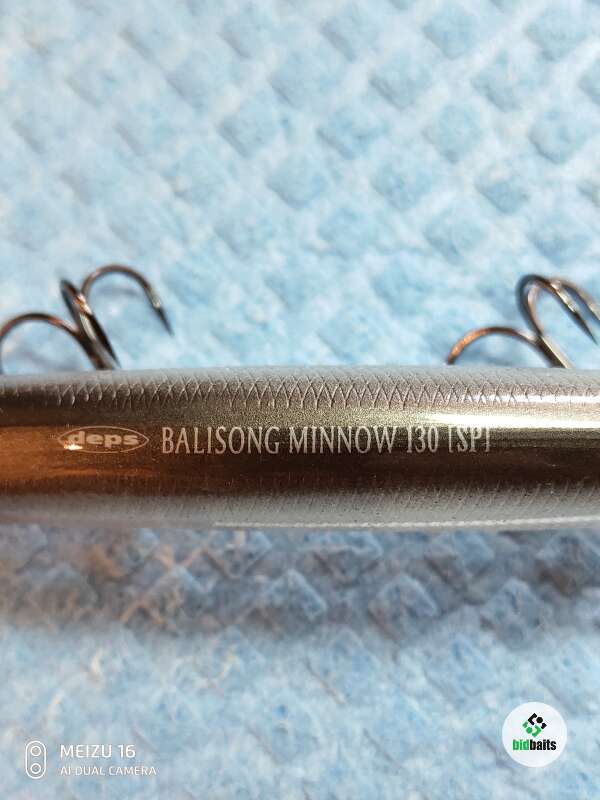 deps BALISONG MINNOW 130 [SP]
bidbaits
MEIZU 16
AI DUAL CAMERA